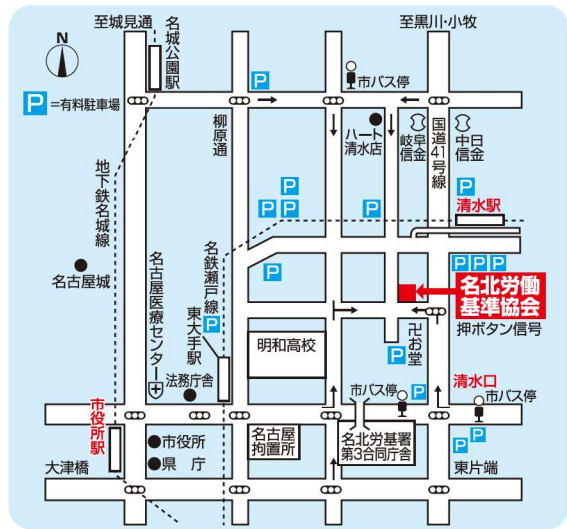 至城見通
至黒川・小牧
N
名城公園駅
P
市バス停
P
=有料駐車場
柳原通
ハート
清水店
岐阜
信金
国道41号線
中日
信金
地下鉄名城線
P
P
P
P
P
清水駅
名鉄瀬戸線
P
P
P
P
名古屋城
名古屋医療センター
東大手駅
P
名北労働
基準協会
押ボタン信号
明和高校
P
卍お堂
法務庁舎
市バス停
P
清水口
市バス停
市役所駅
市役所
県庁
名古屋
拘置所
名北労基署
第3合同庁舎
P
P
大津橋
東片端